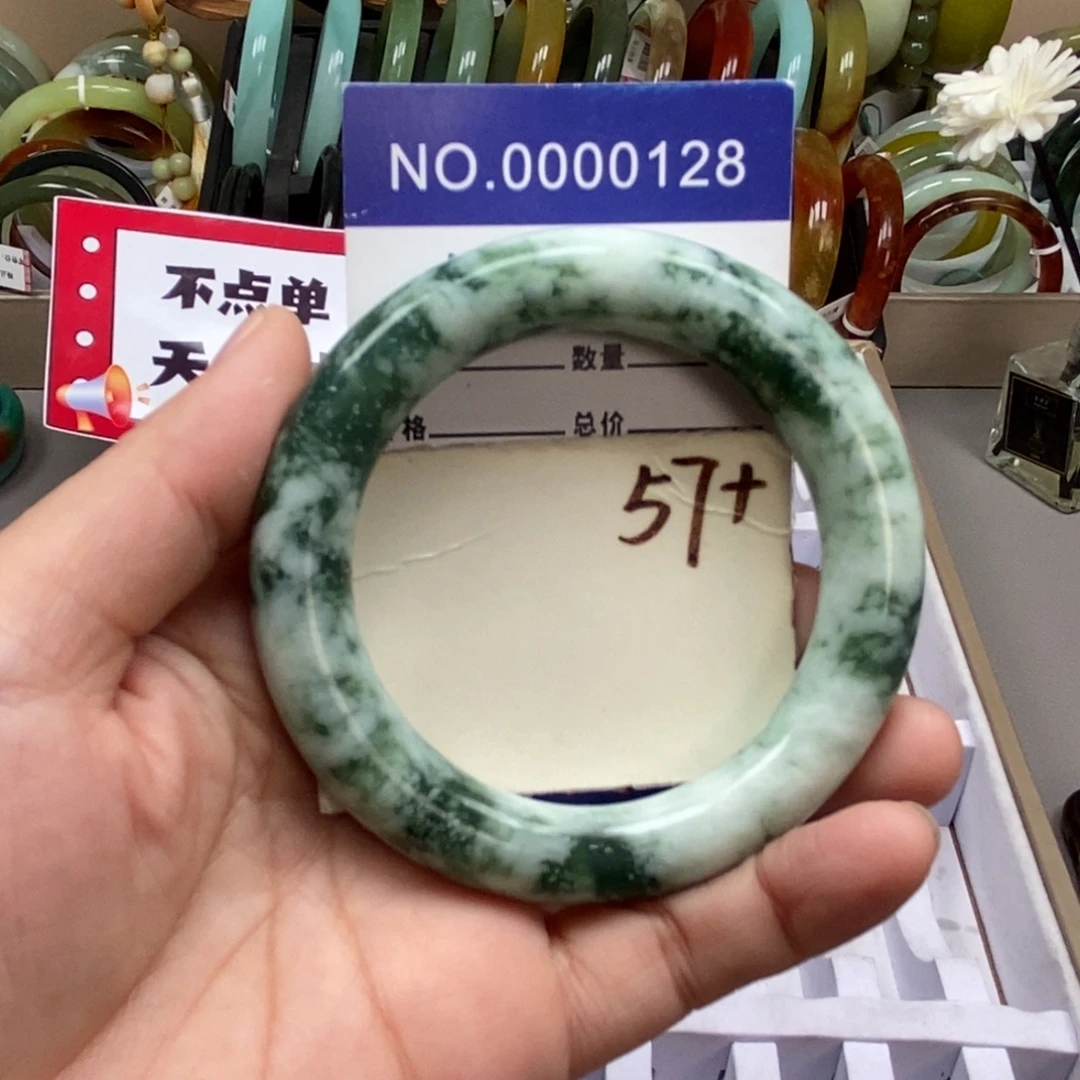 NO.0000128
不点单
天
数量
格 总价
57+